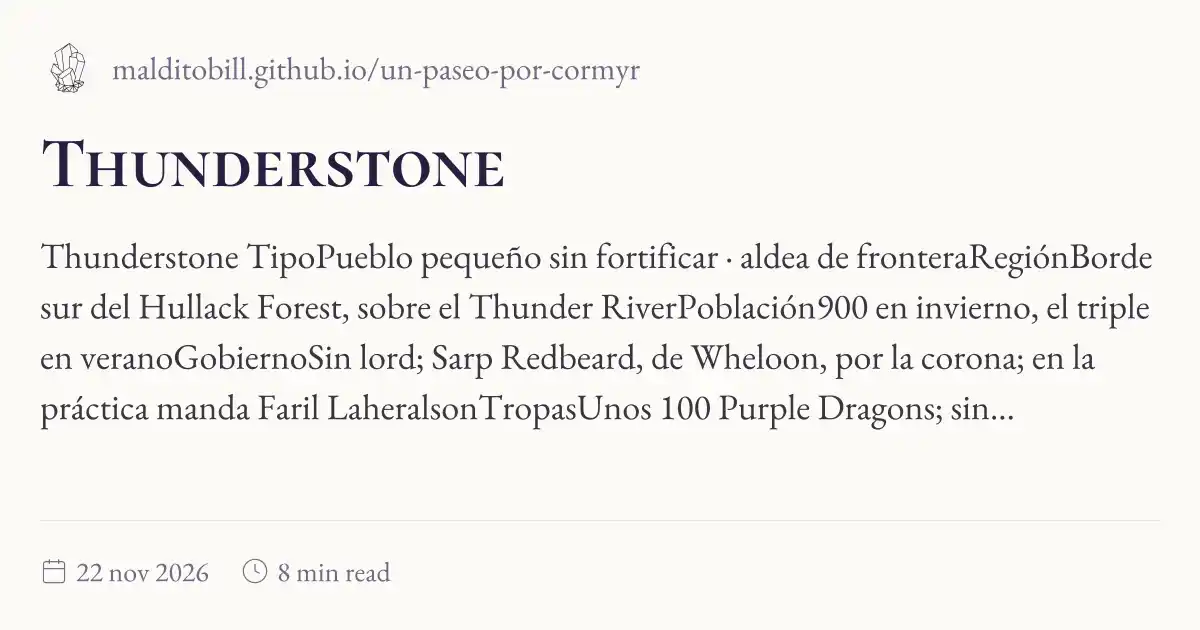 malditobill.github.io/un-paseo-por-cormyr
Thunderstone
Thunderstone TipoPueblo pequeño sin fortificar · aldea de fronteraRegiónBorde
sur del Hullack Forest, sobre el Thunder RiverPoblación900 en invierno, el triple
en veranoGobiernoSin lord; Sarp Redbeard, de Wheloon, por la corona; en la
práctica manda Faril LaheralsonTropasUnos 100 Purple Dragons; sin...
22 nov 2026
8 min read